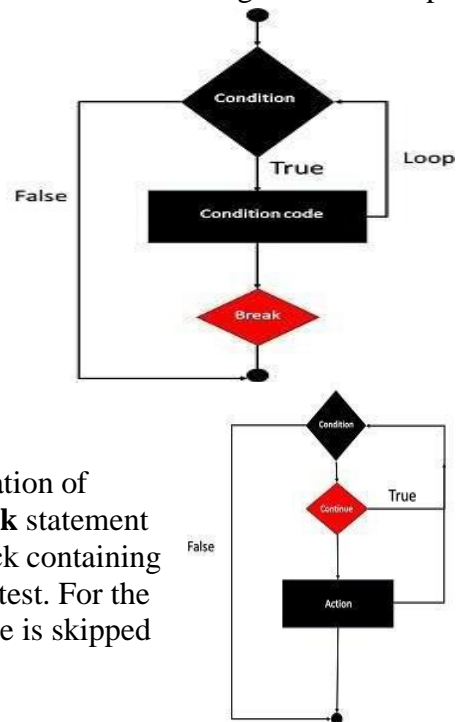 Condition
True
Loop
False
Condition code
Break
Condition
ation of
Continue
True
k statement
False
ck containing
test. For the
Action
e is skipped